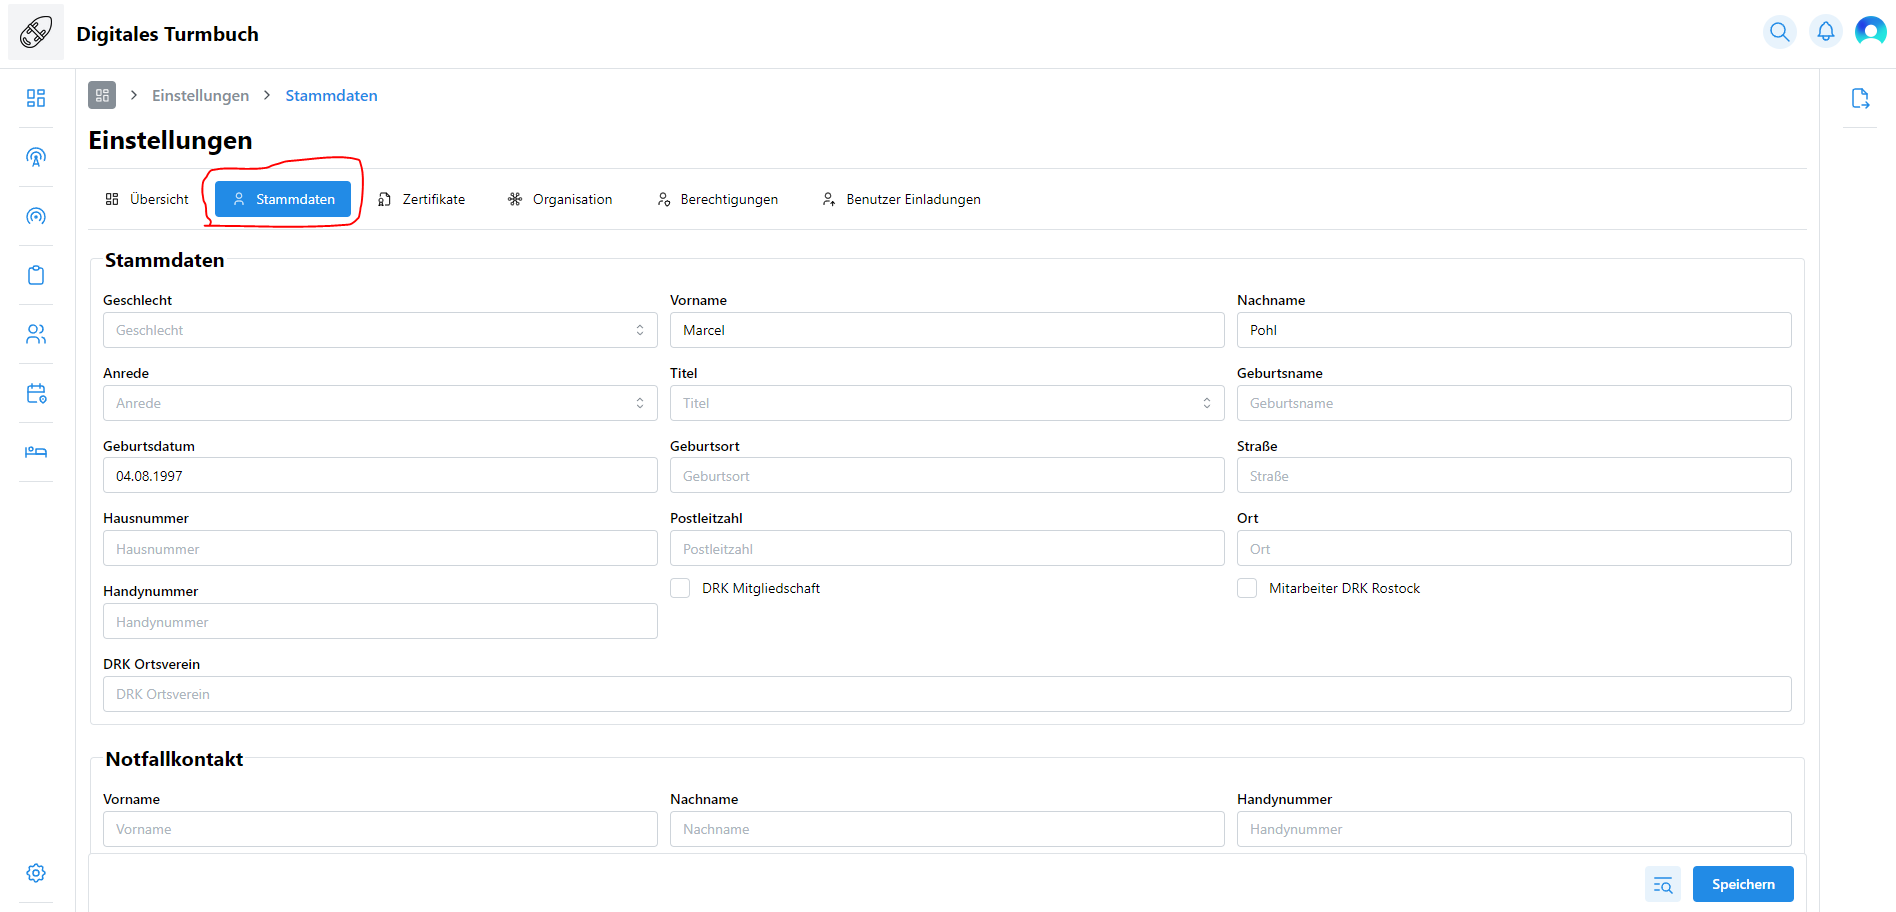 Digitales Turmbuch
Einstellungen
Stammdaten
Einstellungen
Übersicht
Stammdaten
Zertifikate
Organisation
Berechtigungen
Benutzer Einladungen
Stammdaten
Geschlecht
Vorname
Nachname
Geschlecht
Marcel
Pohl
Anrede
Titel
Geburtsname
Anrede
Titel
Geburtsname
Geburtsdatum
Geburtsort
Straße
04.08.1997
Geburtsort
Straße
Hausnummer
Postleitzahl
Ort
Hausnummer
Postleitzahl
Ort
Handynummer
DRK Mitgliedschaft
Mitarbeiter DRK Rostock
Handynummer
DRK Ortsverein
DRK Ortsverein
Notfallkontakt
Vorname
Nachname
Handynummer
Vorname
Nachname
Handynummer
Speichern